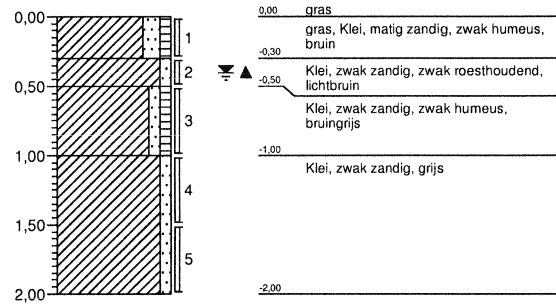 0,00
0,50
1,00
1,50
2,00
1
2
3
4
5
0,00
gras
gras, Klei, matig zandig, zwak humeus,
bruin
-0,30
Klei, zwak zandig, zwak roesthoudend,
lichtbruin
-0,50
Klei, zwak zandig, zwak humeus,
bruingrijs
-1,00
Klei, zwak zandig, grijs
-2,00